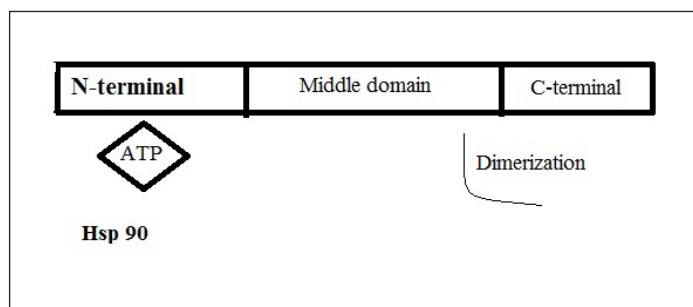 N-terminal
Middle domain
C-terminal
ATP
Dimerization
Hsp 90